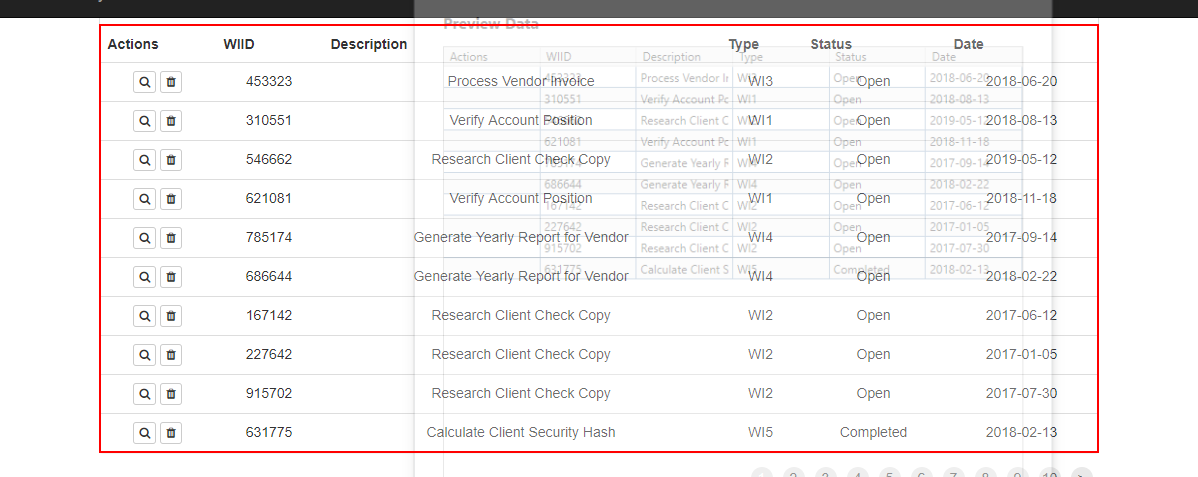 Preview Data
Actions WIID Description Type Status Date
Actions WIID Description Type Status Date
453323 Process Vendor Invoice WI3 Open 2018-06-20
453323 Process Vendor Ir Open 2018-06-20
310551 Verify Account Pc WI1 Open 2018-08-13
310551 Verify Account Position WI1 Open 2018-08-13
Research Client C Open 2019-05-12
621081 Verify Account Pc WI1 Open 2018-11-18
546662 Research Client Check Copy WI2 Open 2019-05-12
Generate Yearly R Open 2017-09-14
686644 Generate Yearly R WI4 Open 2018-02-22
621081 Verify Account Position WI1 Open 2018-11-18
167142 Research Client C WI2 Open 2017-06-12
227642 Research Client C WI2 Open 2017-01-05
785174 Generate Yearly Report for Vendor WI4 Open 2017-09-14
915702 Research Client C WI2 Open 2017-07-30
631775 Calculate Client S WI5 Completed 2018-02-13
686644 Generate Yearly Report for Vendor WI4 Open 2018-02-22
167142 Research Client Check Copy WI2 Open 2017-06-12
227642 Research Client Check Copy WI2 Open 2017-01-05
915702 Research Client Check Copy WI2 Open 2017-07-30
631775 Calculate Client Security Hash WI5 Completed 2018-02-13
2 3 4 5 6 7 8 9 10